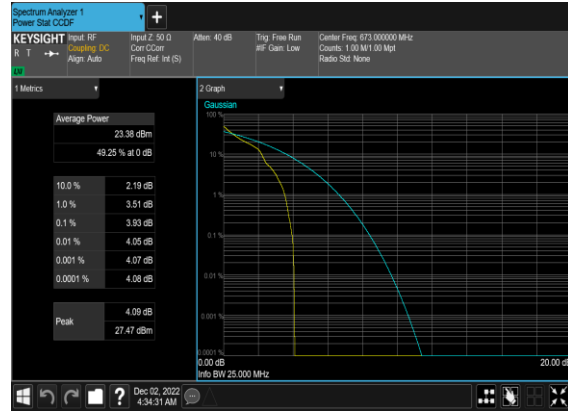 Spectrum Analyzer 1
Power Stat CCDF
KEYSIGHT
R T
LXI
Input: RF
Coupling: DC
Align: Auto
Input Z: 50 Ω
Corr CCorr
Freq Ref: Int (S)
Atten: 40 dB
Trig: Free Run
#IF Gain: Low
Center Freq: 673.000000 MHz
Counts: 1.00 M/1.00 Mpt
Radio Std: None
1 Metrics
Average Power
23.38 dBm
49.25 % at 0 dB
10.0 % 2.19 dB
1.0 % 3.51 dB
0.1 % 3.93 dB
0.01 % 4.05 dB
0.001 % 4.07 dB
0.0001 % 4.08 dB
Peak 4.09 dB
27.47 dBm
2 Graph
Gaussian
100 %
10 %
1 %
0.1 %
0.01 %
0.001 %
0.0001 %
0.00 dB
20.00 dB
Info BW 25.000 MHz
?
Dec 02, 2022
4:34:31 AM